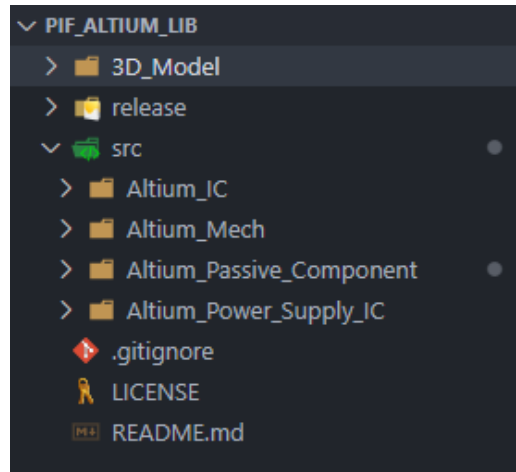 PIF_ALTIUM_LIB
3D_Model
release
src
Altium_IC
Altium_Mech
Altium_Passive_Component
Altium_Power_Supply_IC
.gitignore
LICENSE
README.md